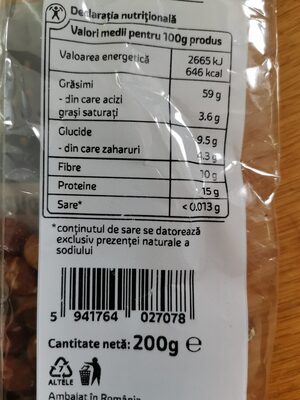 Declarația nutrițională
Valori medii pentru 100g produs
Valoarea energetică 2665 kJ
646 kcal
Grăsimi 59 g
- din care acizi
grași saturați 3.6 g
Glucide 9.5 g
- din care zaharuri 4.3 g
Fibre 10 g
Proteine 15 g
Sare* < 0.013 g
*conținutul de sare se datorează
exclusiv prezenței naturale a
sodiului
5 941764 027078
Cantitate netă: 200g e
7
ALTELE
Ambalat în România